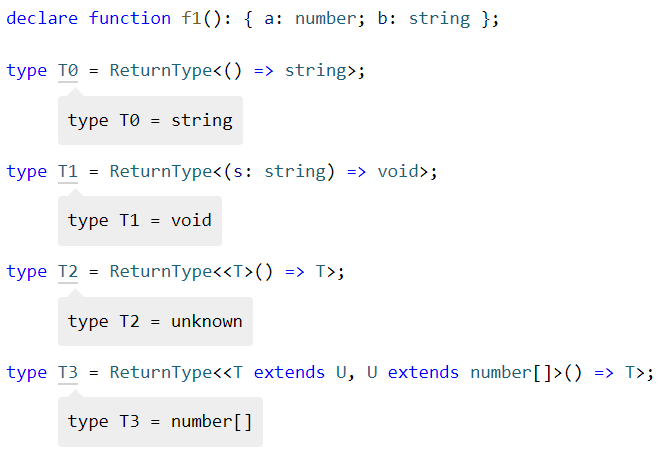 declare function f1(): { a: number; b: string };
type T0 = ReturnType<() => string>;
type T0 = string
type T1 = ReturnType<(s: string) => void>;
type T1 = void
type T2 = ReturnType<<T>() => T>;
type T2 = unknown
type T3 = ReturnType<<T extends U, U extends number[]>() => T>;
type T3 = number[]